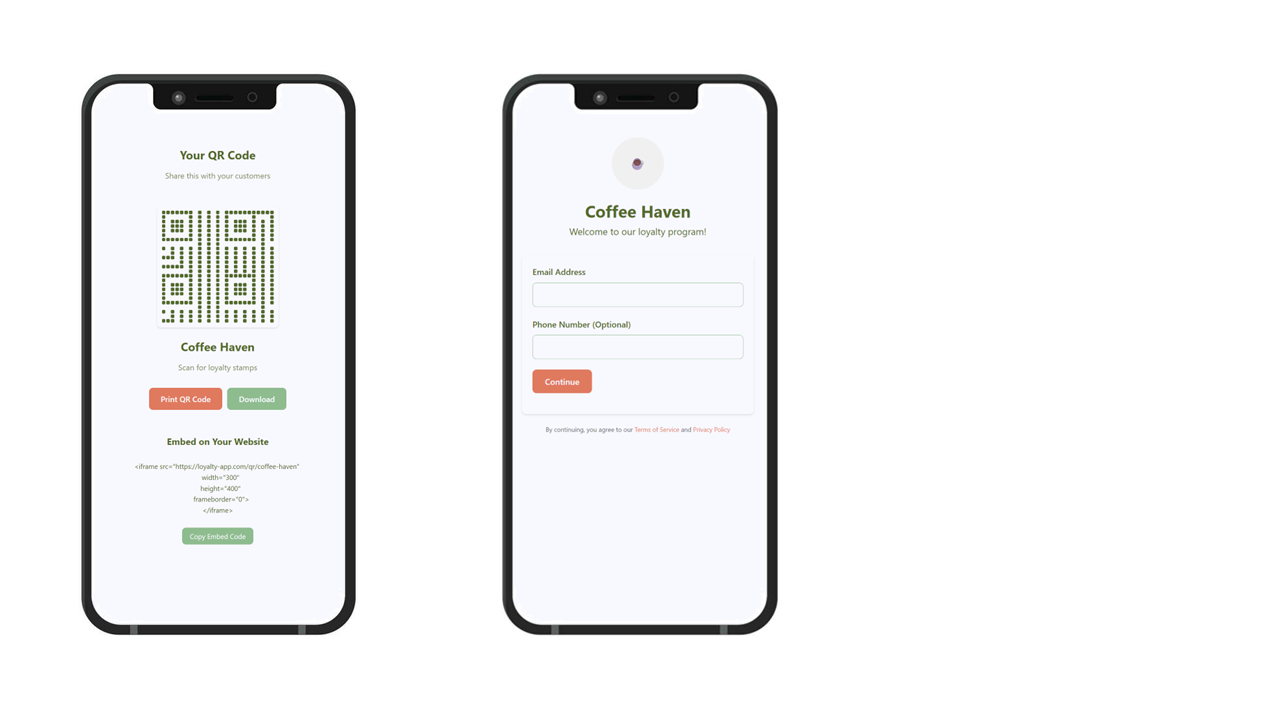 Your QR Code
Share this with your customers
Coffee Haven
Scan for loyalty stamps
Print QR Code
Download
Embed on Your Website
<iframe src="https://loyalty-app.com/qr/coffee-haven"
width="300"
height="400"
frameborder="0">
</iframe>
Copy Embed Code
Coffee Haven
Welcome to our loyalty program!
Email Address
Phone Number (Optional)
Continue
By continuing, you agree to our Terms of Service and Privacy Policy